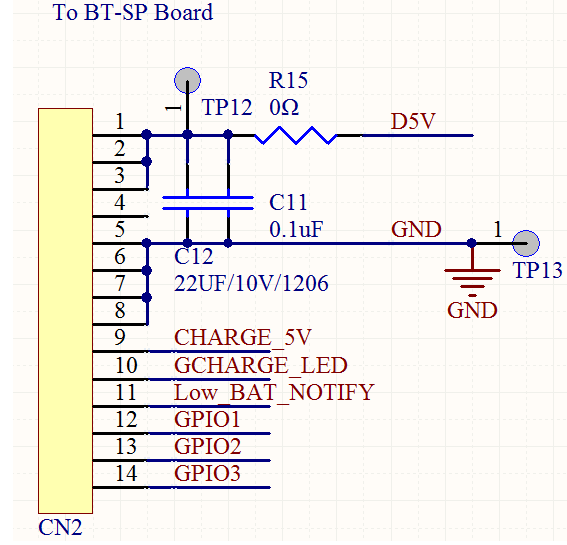 To BT-SP Board
R15
1
TP12
0Ω
1
D5V
2
3
4
C11
0.1uF
5
GND
1
6
C12
TP13
7
22UF/10V/1206
8
GND
9
CHARGE_5V
10
GCHARGE_LED
11
Low_BAT_NOTIFY
12
GPIO1
13
GPIO2
14
GPIO3
CN2